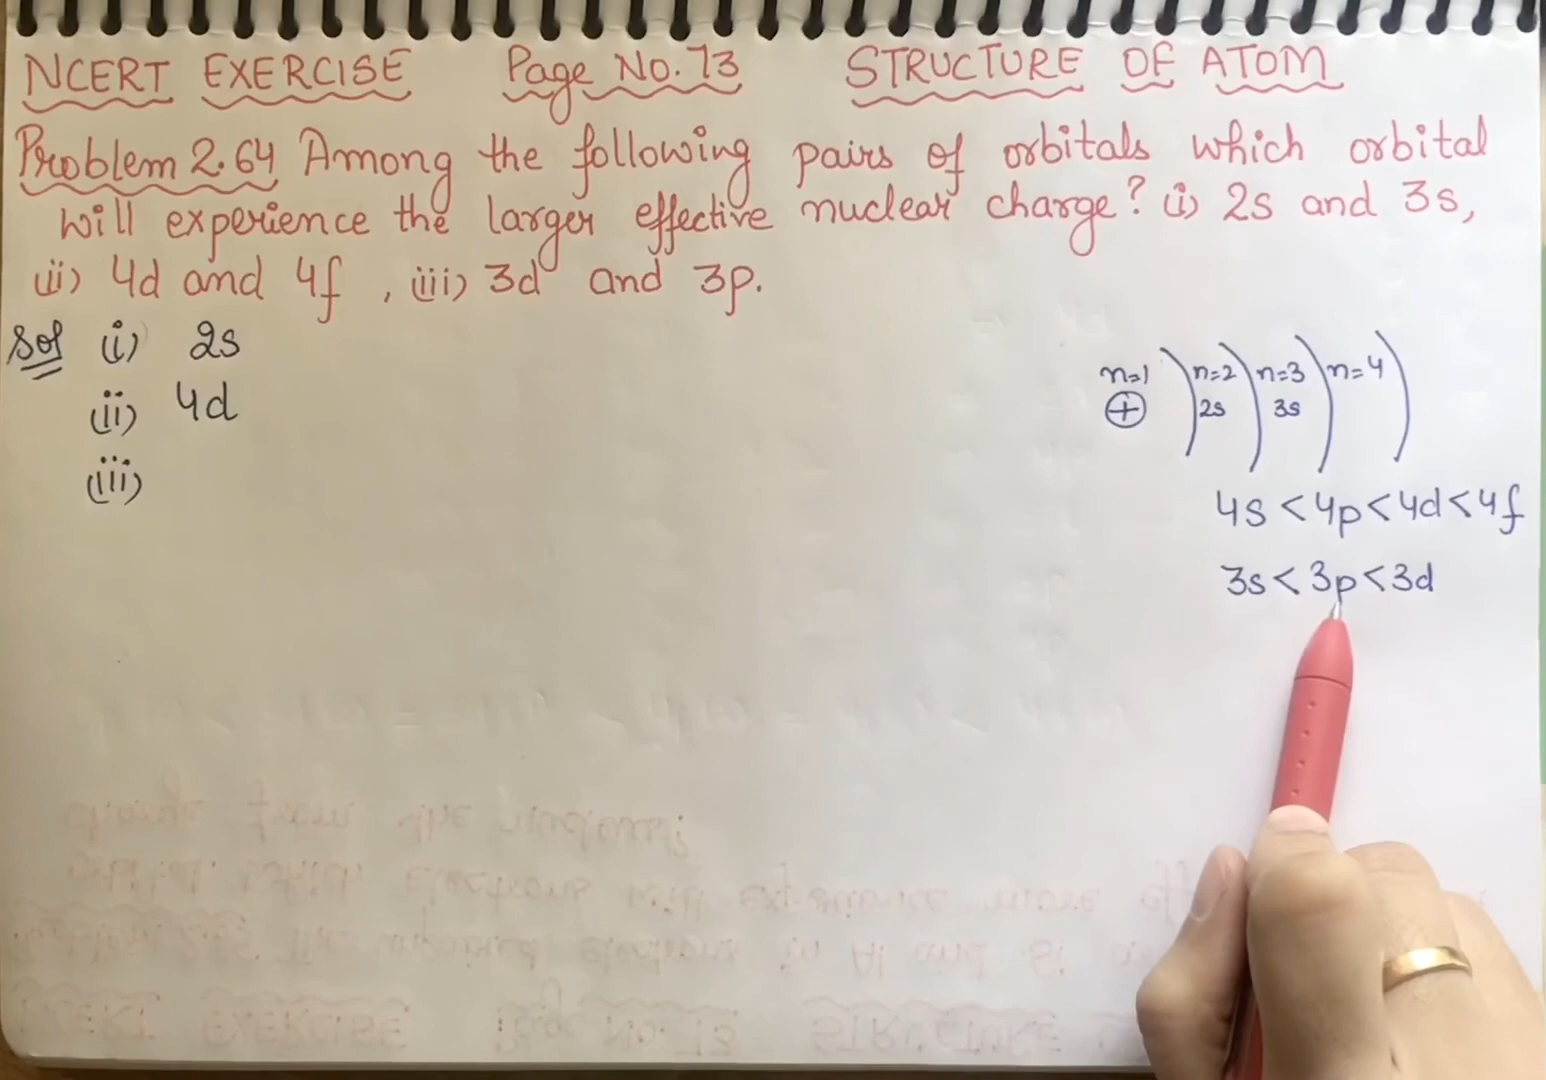 NCERT EXERCISE Page No. 73 STRUCTURE OF ATOM
Problem 2.64 Among the following pairs of orbitals which orbital
will experience the larger effective nuclear charge? (i) 2s and 3s,
(ii) 4d and 4f , (iii) 3d and 3p.
Sol (i) 2s
(ii) 4d
(iii)
n=1 n=2 n=3 n=4
+ 2s 3s
4s < 4p < 4d < 4f
3s < 3p < 3d